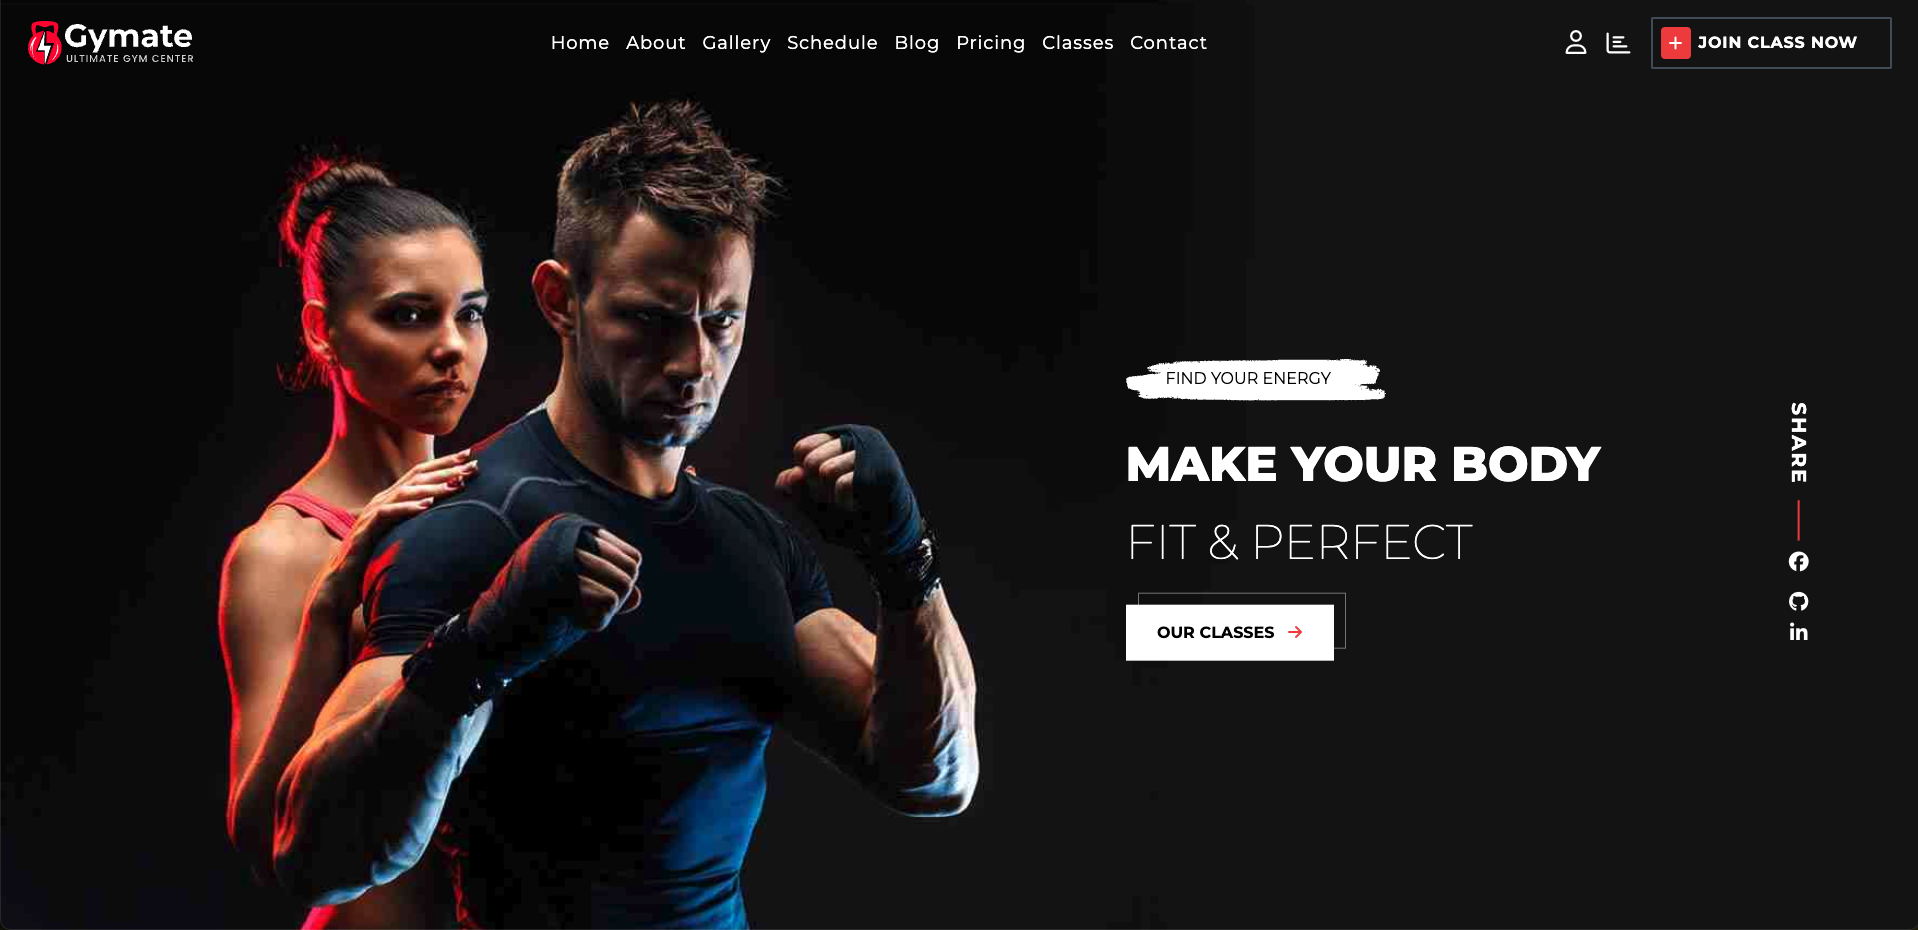 Gymate
ULTIMATE GYM CENTER
Home About Gallery Schedule Blog Pricing Classes Contact
JOIN CLASS NOW
FIND YOUR ENERGY
MAKE YOUR BODY
FIT & PERFECT
OUR CLASSES
SHARE